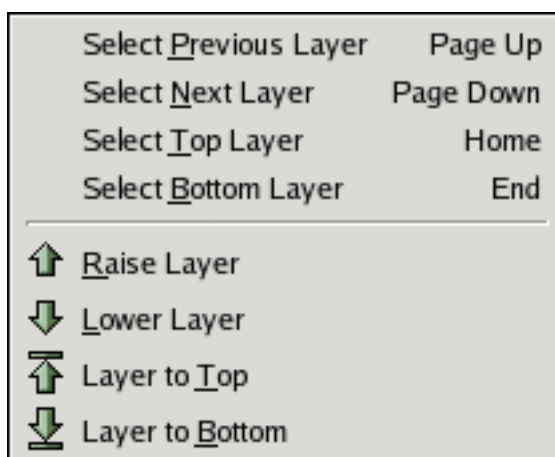 Select Previous Layer Page Up
Select Next Layer Page Down
Select Top Layer Home
Select Bottom Layer End
Raise Layer
Lower Layer
Layer to Top
Layer to Bottom